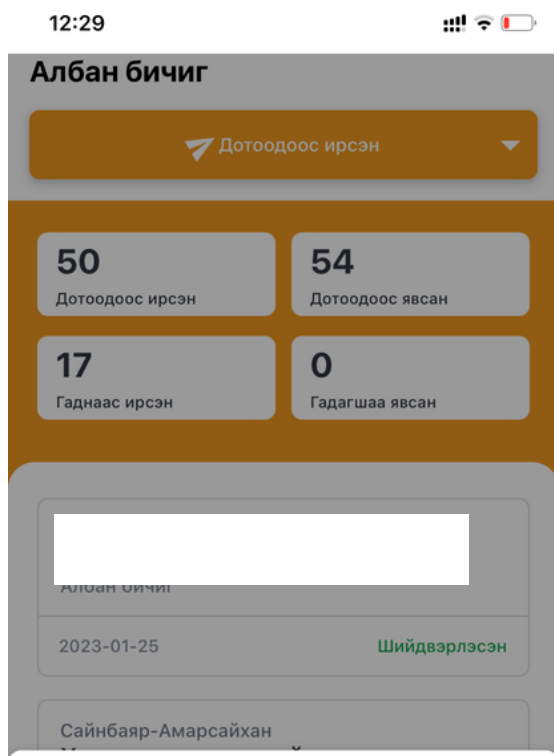 12:29
Албан бичиг
Дотоодоос ирсэн
50
Дотоодоос ирсэн
54
Дотоодоос явсан
17
Гаднаас ирсэн
0
Гадагшаа явсан
Албан бичиг
2023-01-25
Шийдвэрлэсэн
Сайнбаяр-Амарсайхан